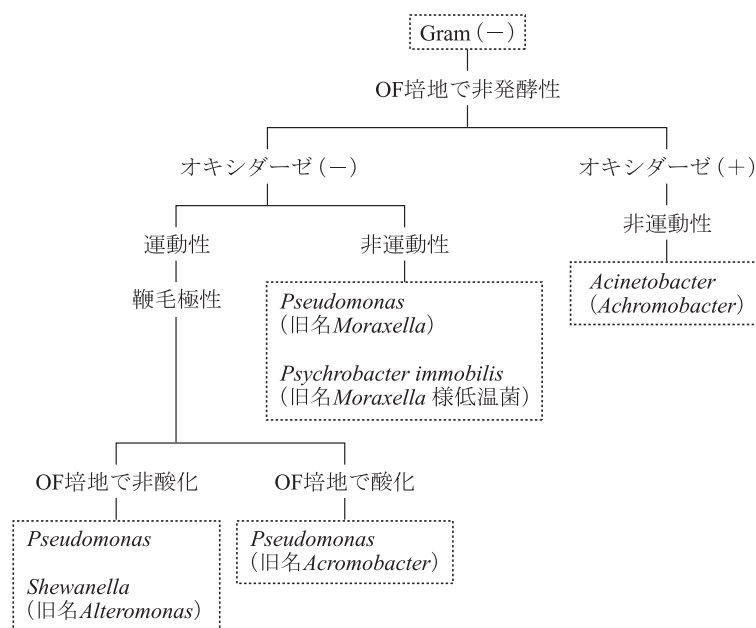 Gram (−)
OF培地で非発酵性
オキシダーゼ(−)
オキシダーゼ(+)
運動性
非運動性
非運動性
鞭毛極性
Acinetobacter
(Achromobacter)
Pseudomonas
(旧名Moraxella)
Psychrobacter immobilis
(旧名Moraxella 様低温菌)
OF培地で非酸化
OF培地で酸化
Pseudomonas
Shewanella
(旧名Alteromonas)
Pseudomonas
(旧名Acromobacter)